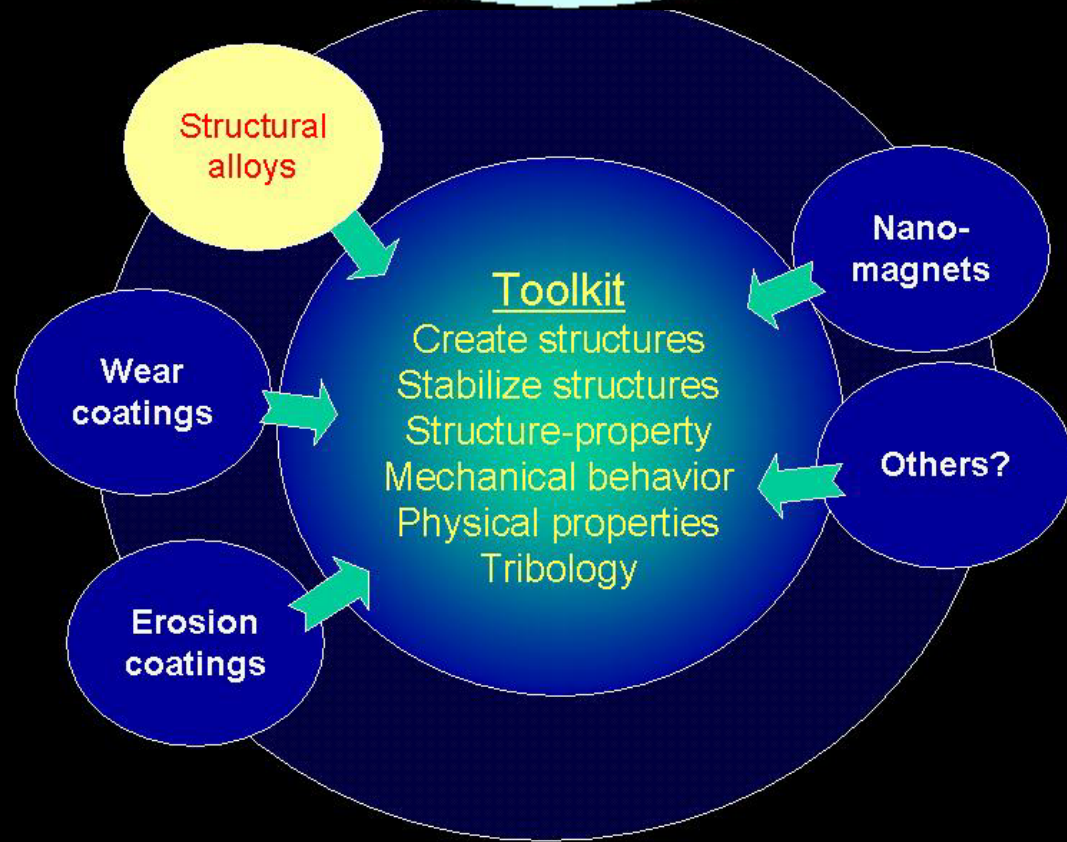 Structural
alloys
Nano-
magnets
Toolkit
Create structures
Stabilize structures
Structure-property
Mechanical behavior
Physical properties
Tribology
Wear
coatings
Others?
Erosion
coatings